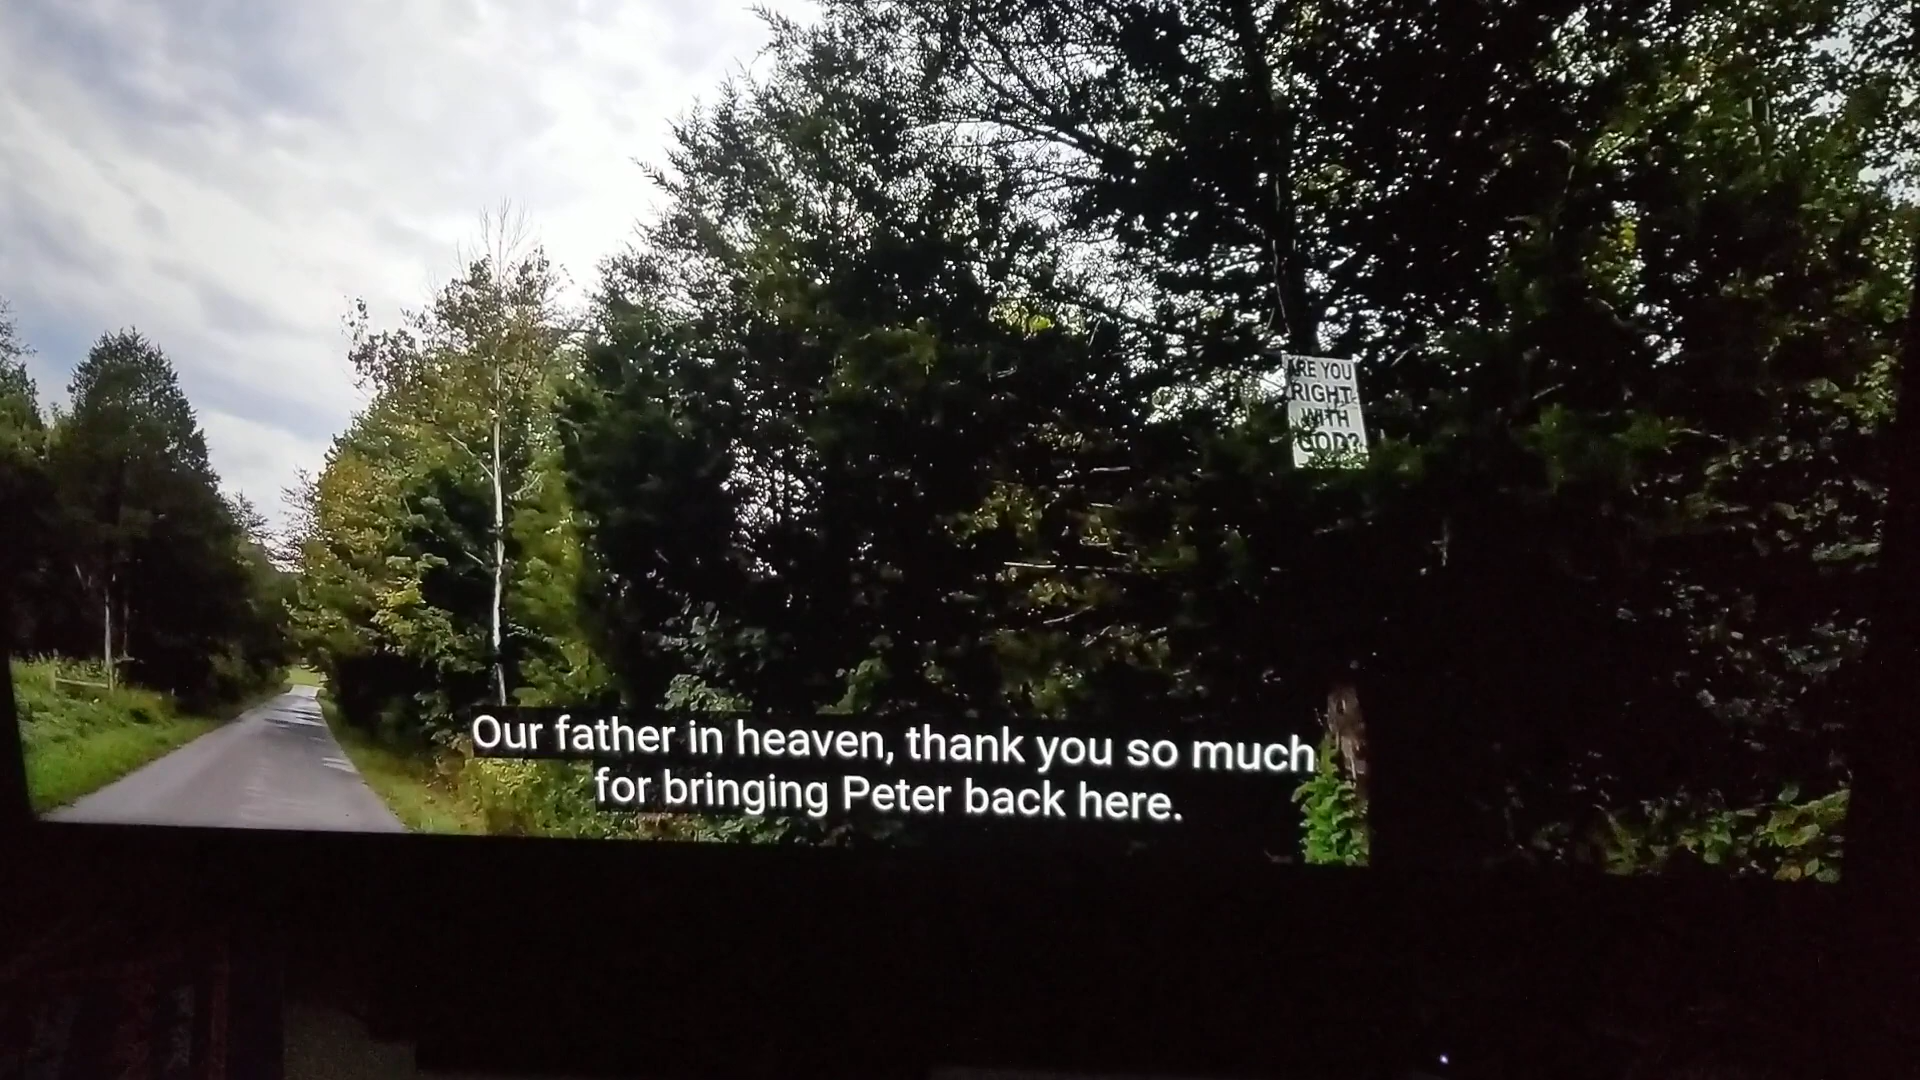 ARE YOU
RIGHT
WITH
GOD?
Our father in heaven, thank you so much
for bringing Peter back here.